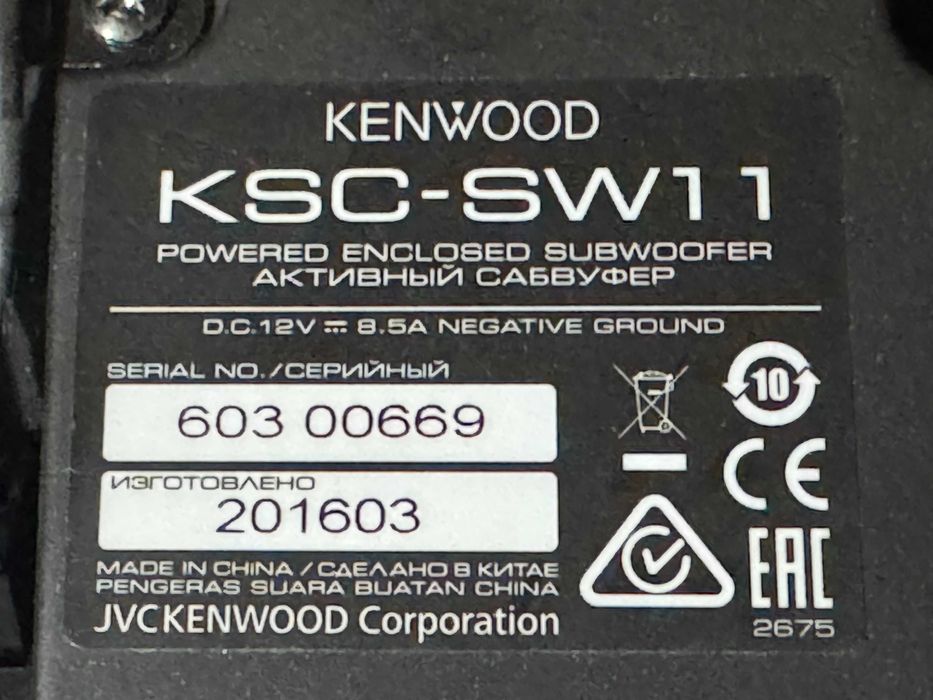 KENWOOD
KSC-SW11
POWERED ENCLOSED SUBWOOFER
АКТИВНЫЙ САБВУФЕР
D.C.12V ⎓ 8.5A NEGATIVE GROUND
SERIAL NO./СЕРИЙНЫЙ
603 00669
ИЗГОТОВЛЕНО
201603
MADE IN CHINA / СДЕЛАНО В КИТАЕ
PENGERAS SUARA BUATAN CHINA
JVCKENWOOD Corporation
10
CE
EAC
2675